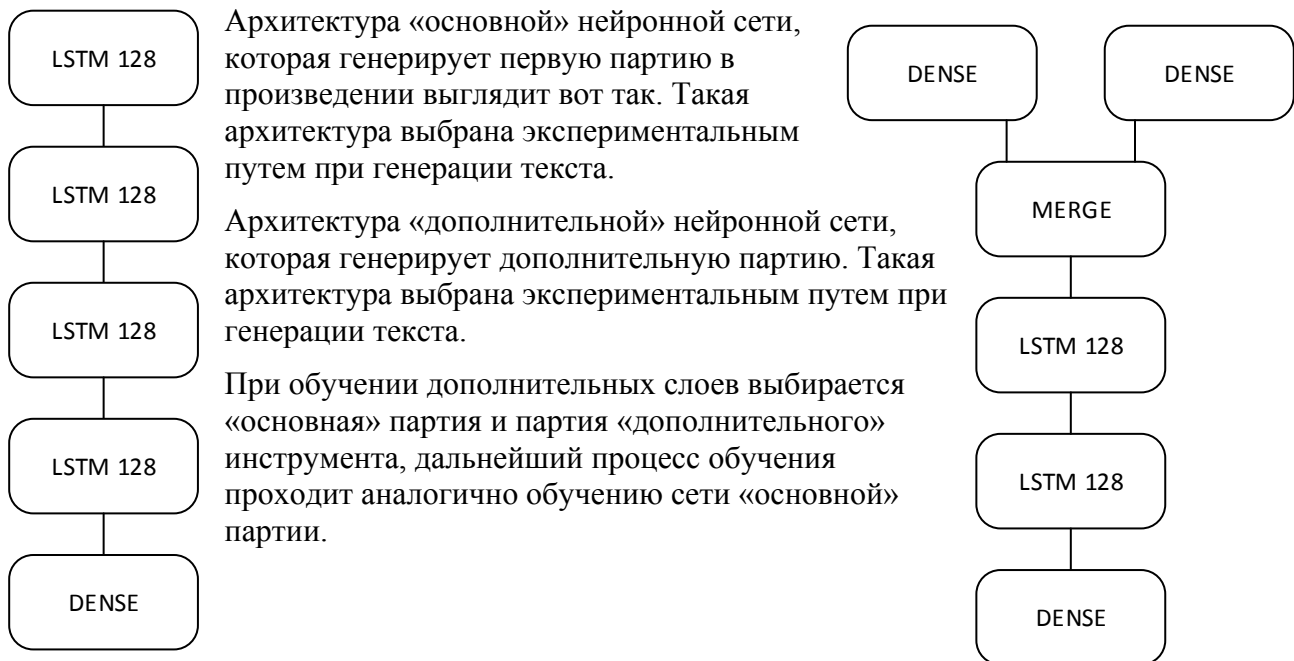 LSTM 128
LSTM 128
LSTM 128
LSTM 128
DENSE
Архитектура «основной» нейронной сети,
которая генерирует первую партию в
произведении выглядит вот так. Такая
архитектура выбрана экспериментальным
путем при генерации текста.
Архитектура «дополнительной» нейронной сети,
которая генерирует дополнительную партию. Такая
архитектура выбрана экспериментальным путем при
генерации текста.
При обучении дополнительных слоев выбирается
«основная» партия и партия «дополнительного»
инструмента, дальнейший процесс обучения
проходит аналогично обучению сети «основной»
партии.
DENSE
DENSE
MERGE
LSTM 128
LSTM 128
DENSE